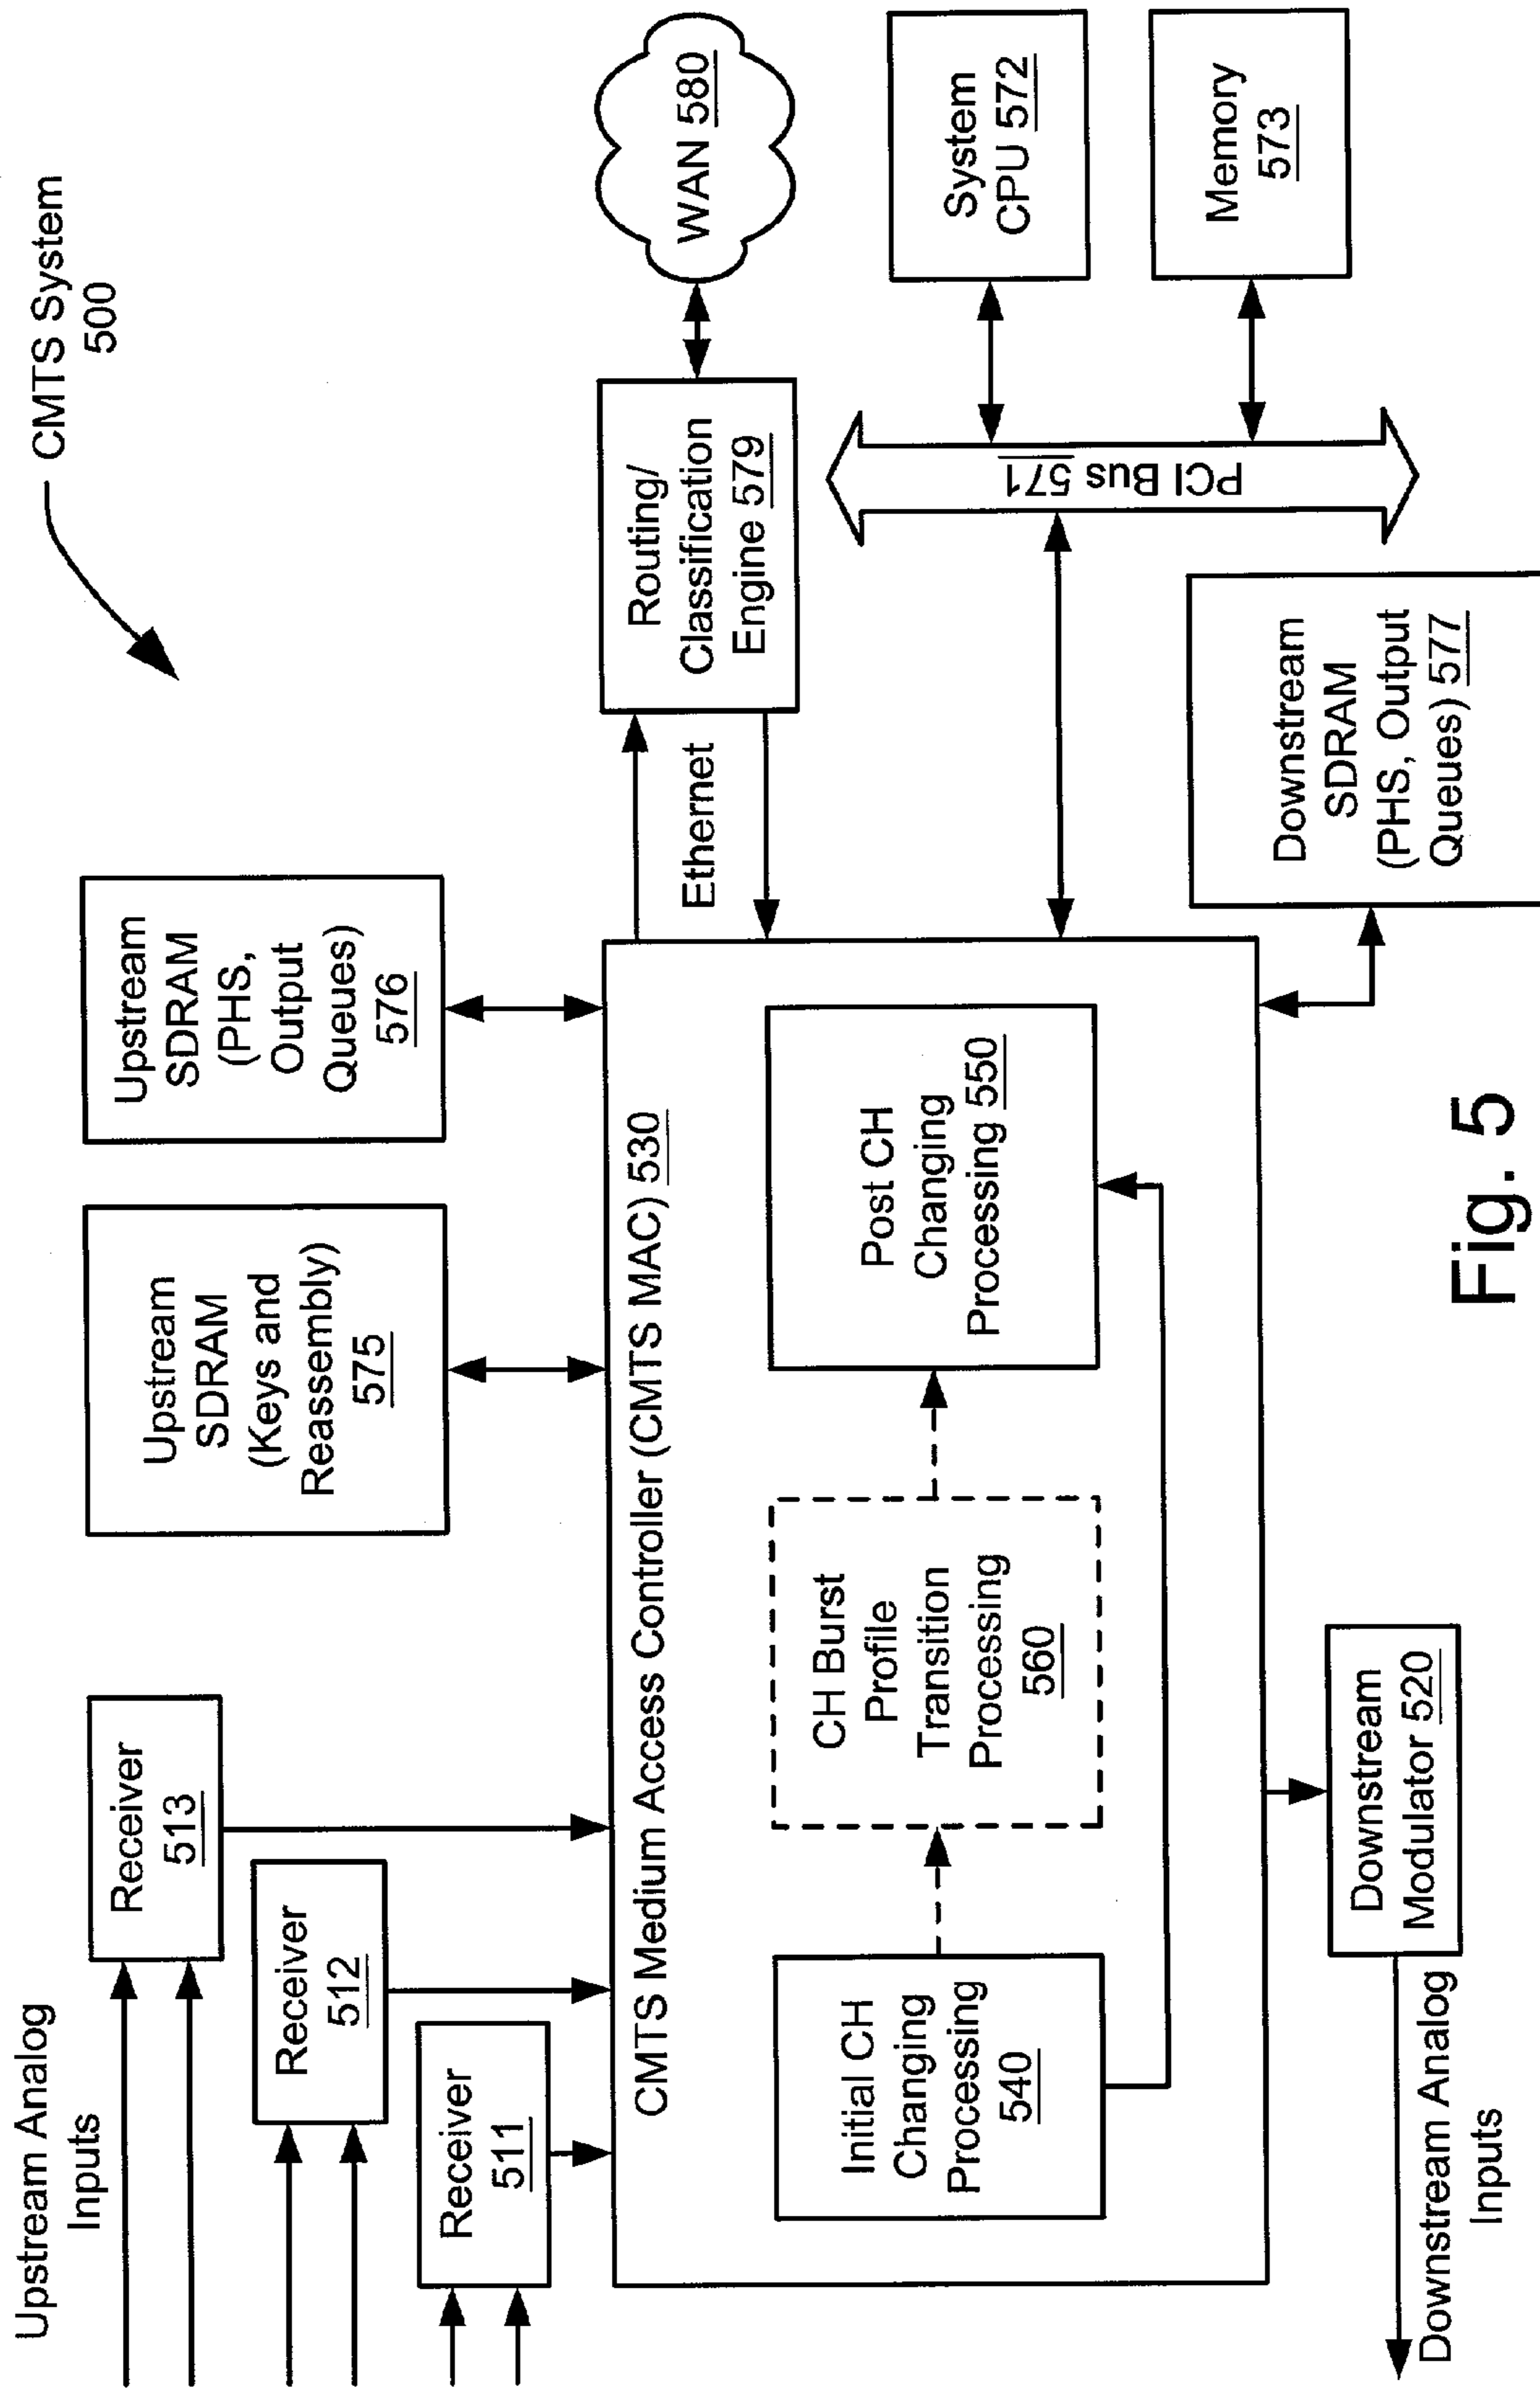 CMTS System
500
Upstream Analog
Inputs
Receiver
513
Receiver
512
Receiver
511
Upstream
SDRAM
(Keys and
Reassembly)
575
Upstream
SDRAM
(PHS,
Output
Queues)
576
CMTS Medium Access Controller (CMTS MAC) 530
Initial CH
Changing
Processing
540
CH Burst
Profile
Transition
Processing
560
Post CH
Changing
Processing 550
Ethernet
Routing/
Classification
Engine 579
WAN 580
PCI Bus 571
System
CPU 572
Memory
573
Downstream
SDRAM
(PHS, Output
Queues) 577
Downstream
Modulator 520
Downstream Analog
Inputs
Fig. 5